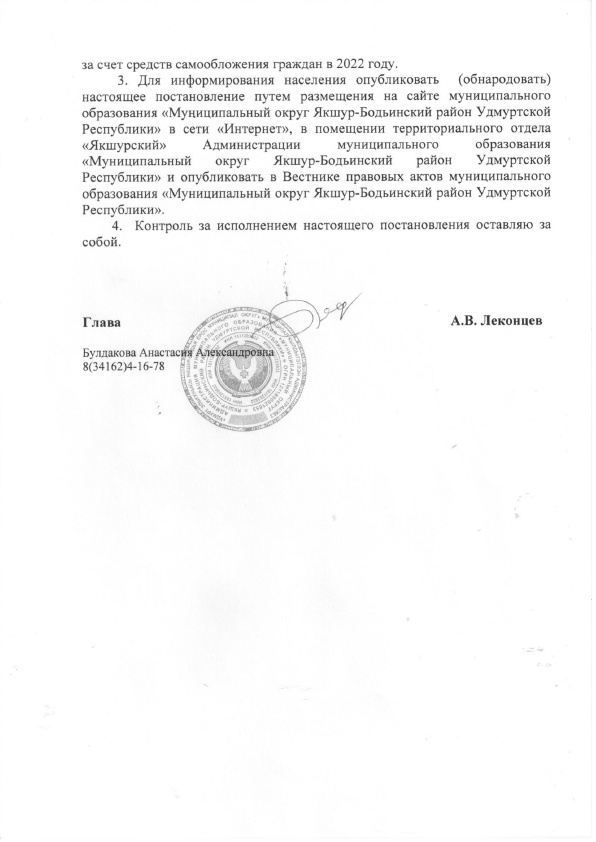 за счет средств самообложения граждан в 2022 году.
3. Для информирования населения опубликовать (обнародовать)
настоящее постановление путем размещения на сайте муниципального
образования «Муниципальный округ Якшур-Бодьинский район Удмуртской
Республики» в сети «Интернет», в помещении территориального отдела
«Якшурский» Администрации муниципального образования
«Муниципальный округ Якшур-Бодьинский район Удмуртской
Республики» и опубликовать в Вестнике правовых актов муниципального
образования «Муниципальный округ Якшур-Бодьинский район Удмуртской
Республики».
4. Контроль за исполнением настоящего постановления оставляю за
собой.
Глава А.В. Леконцев
Булдакова Анастасия Александровна
8(34162)4-16-78